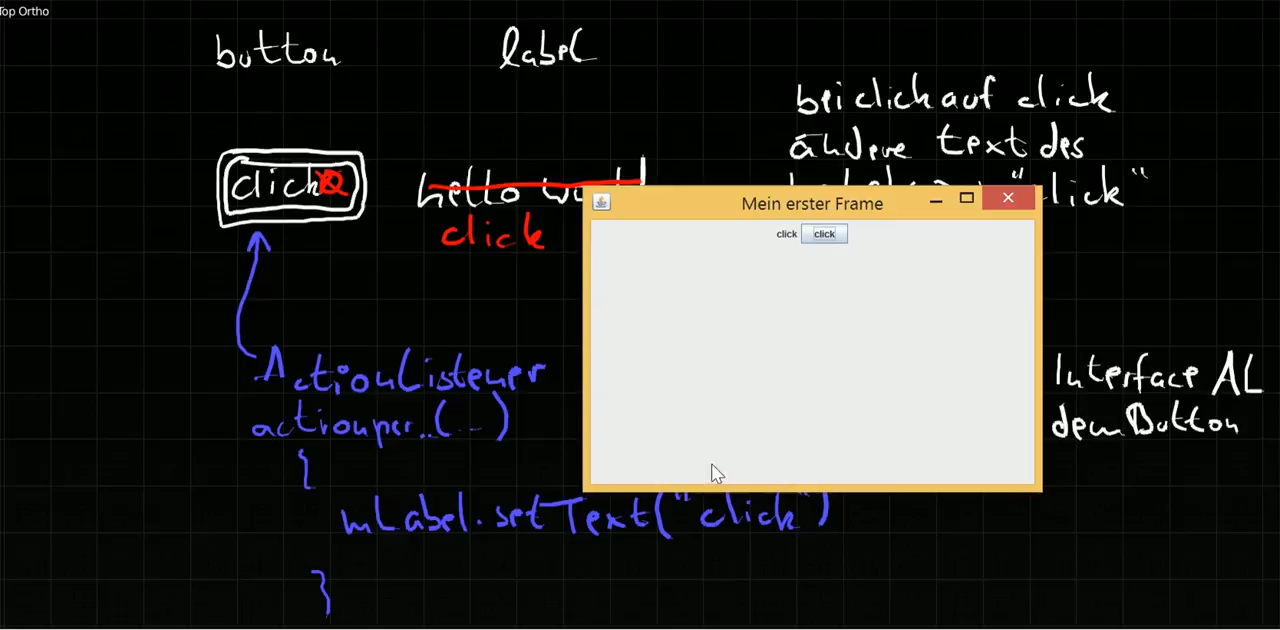 Top Ortho
button
label
bei click auf click
ändere text des
click"
click
hello
click
Mein erster Frame
click click
ActionListener
actionper..(...)
{
mLabel.setText("click")
}
Interface AL
dem Button